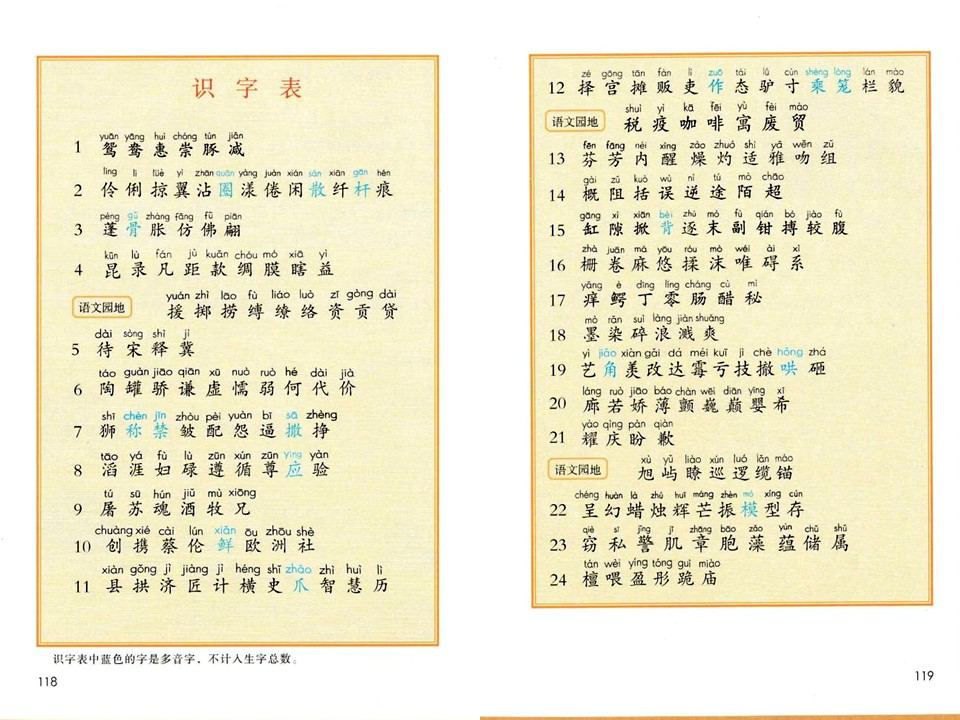 识字表
yuān yāng huì chóng tún jiǎn
1 鸳 鸯 惠 崇 豚 减
líng lì lüè yì zhān quān yàng juàn xián sǎn xiān gān hén
2 伶 俐 掠 翼 沾 圈 漾 倦 闲 散 纤 杆 痕
péng gǔ zhàng fǎng fú piān
3 蓬 骨 胀 仿 佛 翩
kūn lù fán jù kuǎn chóu mó xiā yì
4 昆 录 凡 距 款 绸 膜 瞎 益
yuán zhì lāo fù liáo luò zī gòng dài
语文园地 援 掷 捞 缚 缭 络 资 贡 贷
dài sòng shì jì
5 待 宋 释 冀
táo guàn jiāo qiān xū nuò ruò hé dài jià
6 陶 罐 骄 谦 虚 懦 弱 何 代 价
shī chèn jīn zhòu pèi yuàn bī sā zhèng
7 狮 称 禁 皱 配 怨 逼 撒 挣
tāo yá fù lù zūn xún zūn yìng yàn
8 滔 涯 妇 碌 遵 循 尊 应 验
tú sū hún jiǔ mù xiōng
9 屠 苏 魂 酒 牧 兄
chuàng xié cài lún xiān ōu zhōu shè
10 创 携 蔡 伦 鲜 欧 洲 社
xiàn gǒng jì jiàng jì héng shǐ zhǎo zhì huì lì
11 县 拱 济 匠 计 横 史 爪 智 慧 历
识字表中蓝色的字是多音字，不计入生字总数。
118
zé gōng tān fàn lì zuō tài lǘ cùn shèng lóng lán mào
12 择 宫 摊 贩 吏 作 态 驴 寸 乘 笼 栏 貌
shuì yì kā fēi yù fèi mào
语文园地 税 疫 咖 啡 寓 废 贸
fēn fāng nèi xǐng zào zhuó shì yǎ wěn zǔ
13 芬 芳 内 醒 燥 灼 适 雅 吻 组
gài zǔ kuò wù nì tú mò chāo
14 概 阻 括 误 逆 途 陌 超
gāng xì xiān bēi zhú mò fù qián bó jiào fù
15 缸 隙 掀 背 逐 末 副 钳 搏 较 腹
zhà juàn má yōu róu mò wéi ài xì
16 栅 卷 麻 悠 揉 沫 唯 碍 系
yǎng è dīng líng cháng cù mì
17 痒 鳄 丁 零 肠 醋 秘
mò rǎn suì làng jiàn shuǎng
18 墨 染 碎 浪 溅 爽
yì jiǎo xiàn gǎi dá méi kuī jì chè hōng zhá
19 艺 角 羡 改 达 霉 亏 技 撤 哄 砸
láng ruò jiāo báo chàn wēi diān yīng xī
20 廊 若 娇 薄 颤 巍 巅 婴 希
yào qìng pàn qiàn
21 耀 庆 盼 歉
xù yǔ liào xún luó lǎn máo
语文园地 旭 屿 瞭 巡 逻 缆 锚
chéng huàn là zhú huī máng zhèn mó xíng cún
22 呈 幻 蜡 烛 辉 芒 振 模 型 存
qiè sī jǐng jī zhāng bāo zǎo yùn chǔ shǔ
23 窃 私 警 肌 章 胞 藻 蕴 储 属
tán wèi yíng tóng guì miào
24 檀 喂 盈 彤 跪 庙
119